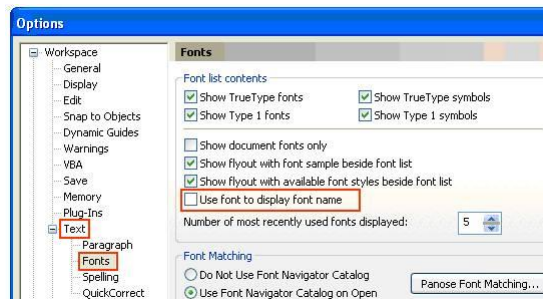 Options
Workspace
General
Display
Edit
Snap to Objects
Dynamic Guides
Warnings
VBA
Save
Memory
Plug-Ins
Text
Paragraph
Fonts
Spelling
QuickCorrect
Fonts
Font list contents
Show TrueType fonts
Show TrueType symbols
Show Type 1 fonts
Show Type 1 symbols
Show document fonts only
Show flyout with font sample beside font list
Show flyout with available font styles beside font list
Use font to display font name
Number of most recently used fonts displayed: 5
Font Matching
Do Not Use Font Navigator Catalog
Use Font Navigator Catalog on Open
Panose Font Matching...